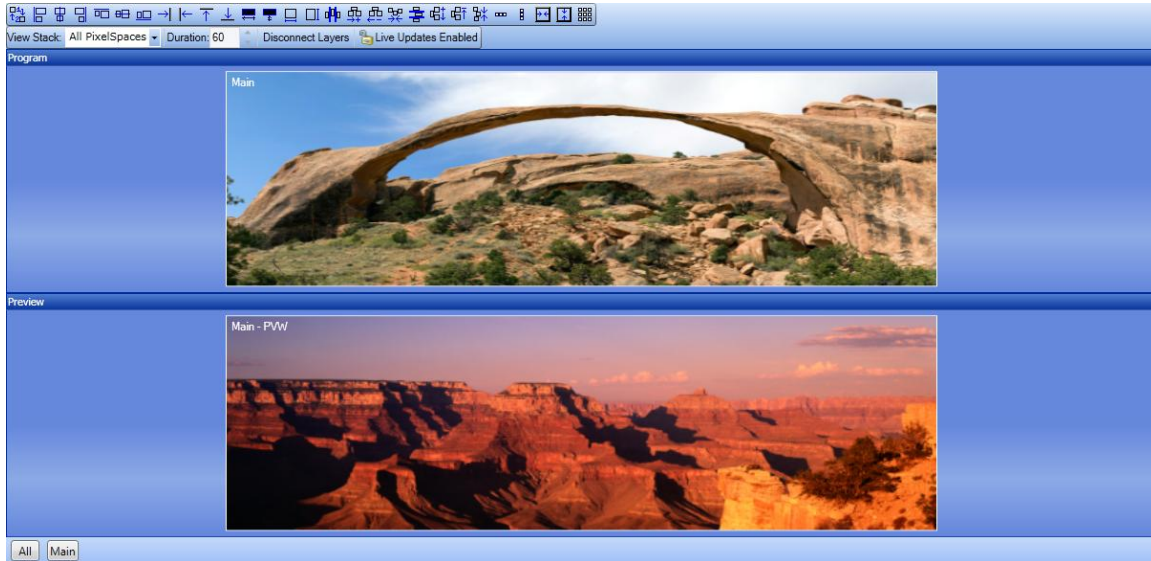 View Stack: All PixelSpaces Duration: 60 Disconnect Layers Live Updates Enabled
Program
Main
Preview
Main - PVW
All Main